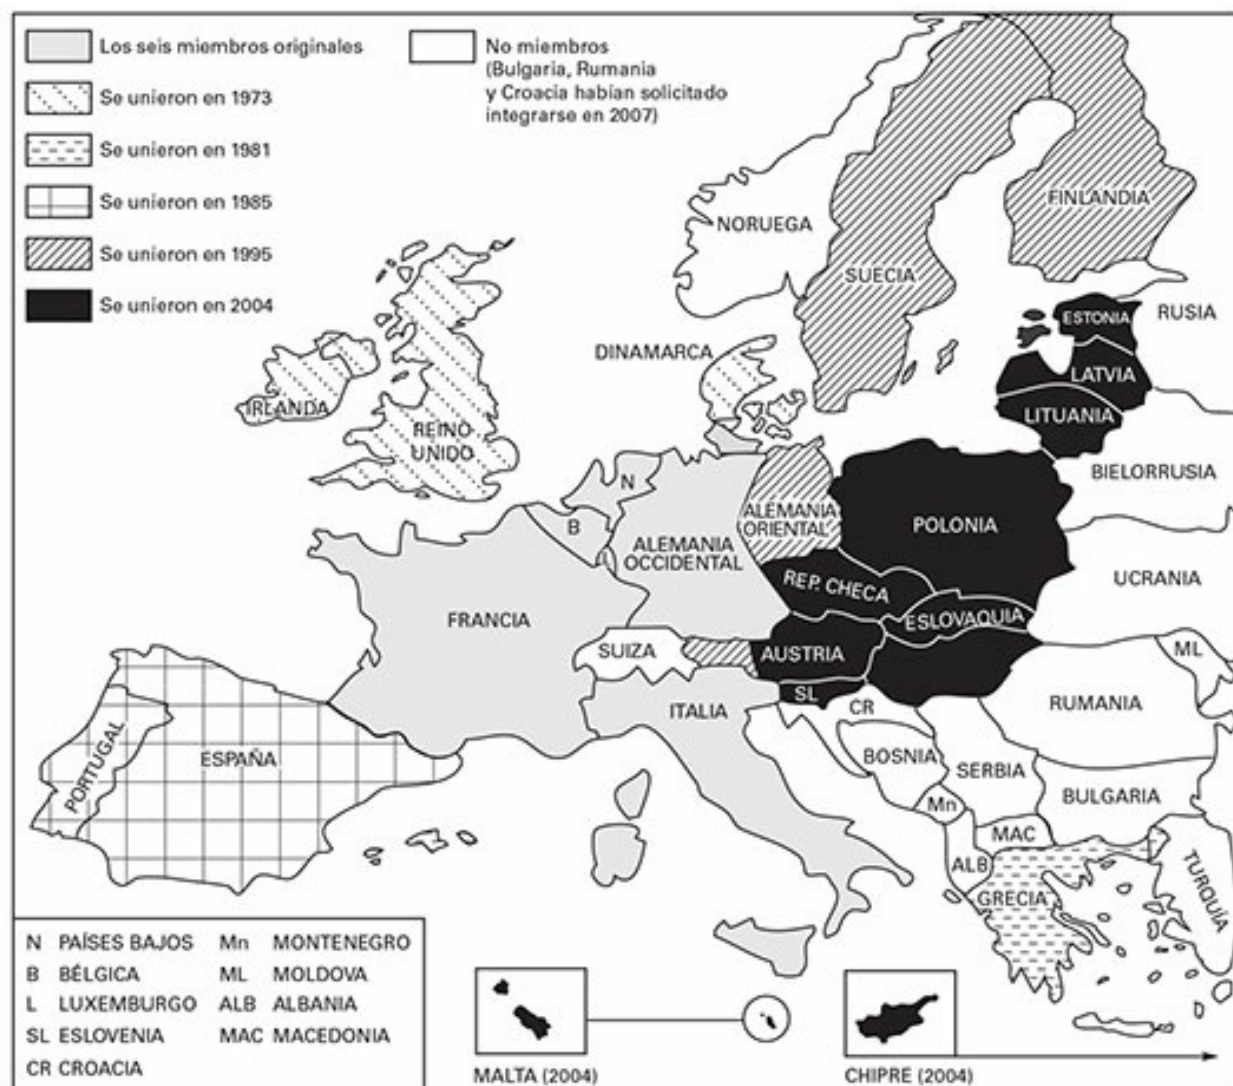 Los seis miembros originales
Se unieron en 1973
Se unieron en 1981
Se unieron en 1985
Se unieron en 1995
Se unieron en 2004
No miembros
(Bulgaria, Rumania
y Croacia habían solicitado
integrarse en 2007)
NORUEGA
SUECIA
FINLANDIA
RUSIA
ESTONIA
LATVIA
LITUANIA
BIELORRUSIA
DINAMARCA
IRLANDA
REINO
UNIDO
N
B
L
ALEMANIA
OCCIDENTAL
ALEMANIA
ORIENTAL
POLONIA
REP. CHECA
ESLOVAQUIA
UCRANIA
FRANCIA
SUIZA
AUSTRIA
SL
ITALIA
CR
BOSNIA
SERBIA
RUMANIA
ML
BULGARIA
Mn
MAC
ALB
GRECIA
TURQUÍA
PORTUGAL
ESPAÑA
N PAÍSES BAJOS Mn MONTENEGRO
B BÉLGICA ML MOLDOVA
L LUXEMBURGO ALB ALBANIA
SL ESLOVENIA MAC MACEDONIA
CR CROACIA
MALTA (2004)
CHIPRE (2004)